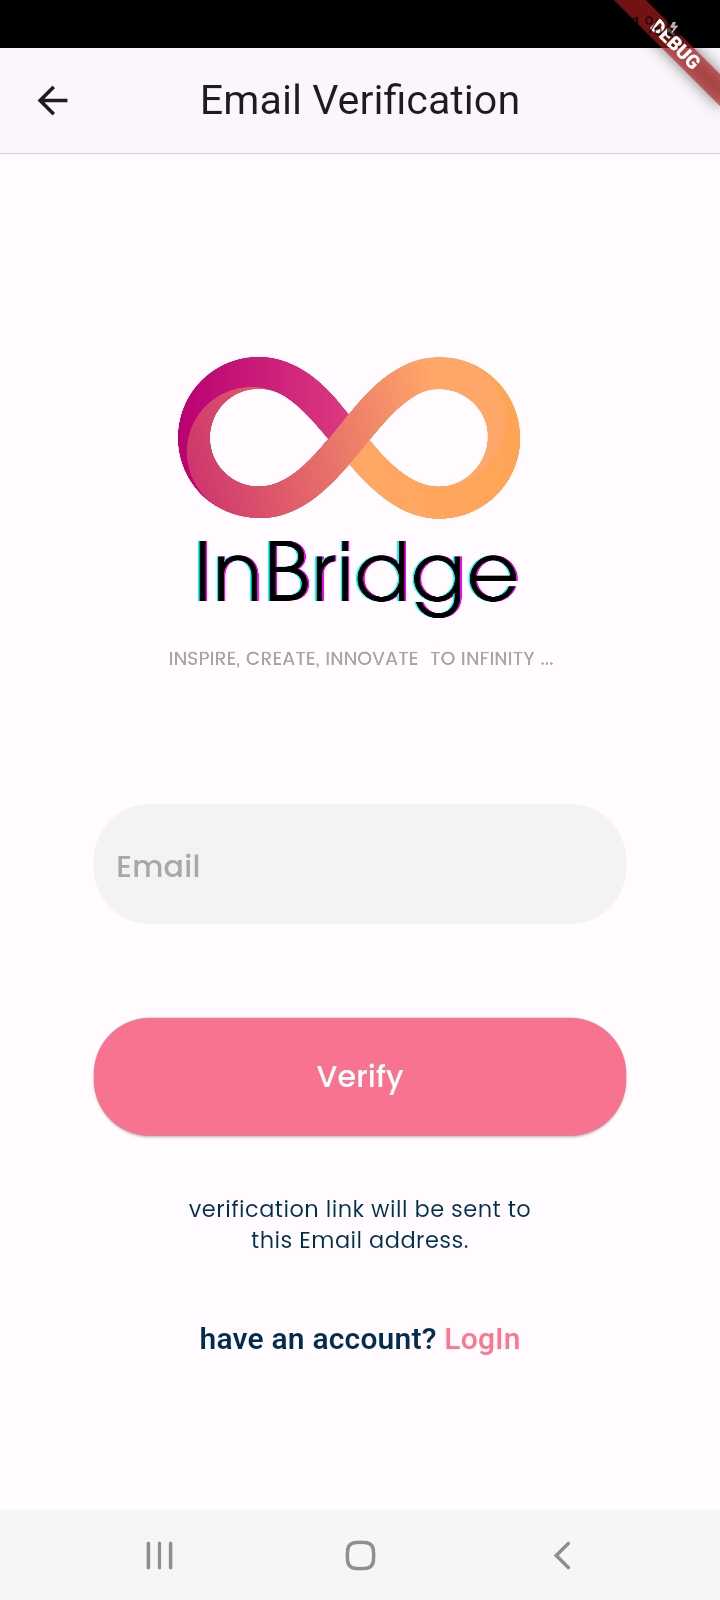 DEBUG
Email Verification
InBridge
INSPIRE, CREATE, INNOVATE TO INFINITY ...
Email
Verify
verification link will be sent to
this Email address.
have an account? LogIn